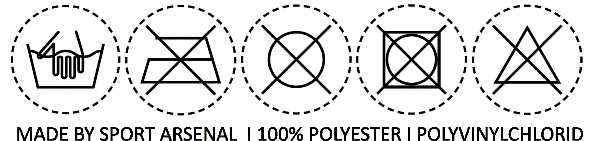 MADE BY SPORT ARSENAL I 100% POLYESTER I POLYVINYLCHLORID